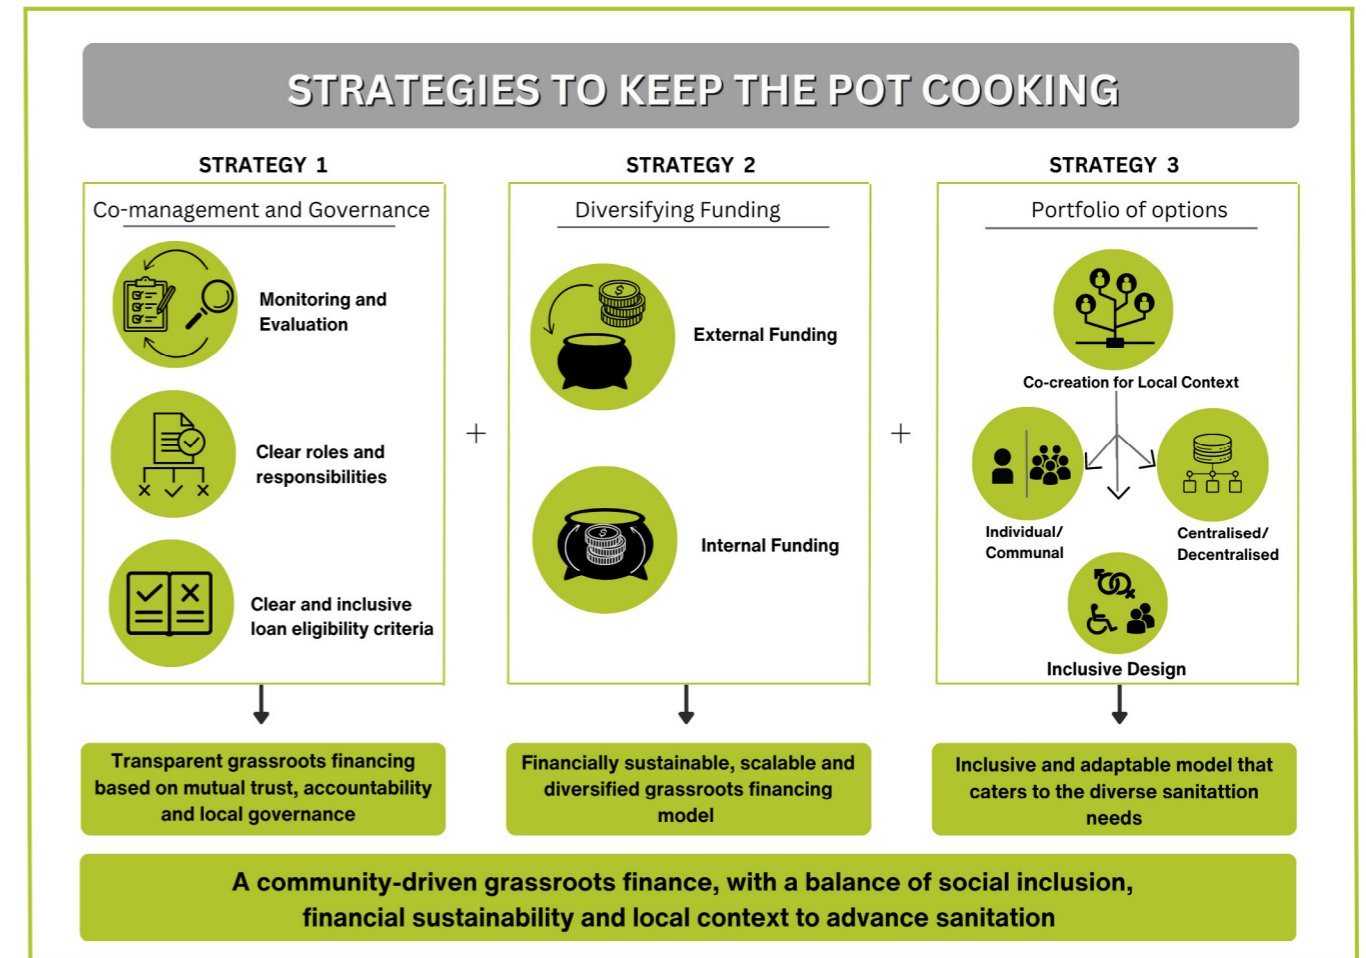 STRATEGIES TO KEEP THE POT COOKING
STRATEGY 1
Co-management and Governance
Monitoring and
Evaluation
Clear roles and
responsibilities
Clear and inclusive
loan eligibility criteria
Transparent grassroots financing
based on mutual trust, accountability
and local governance
+
STRATEGY 2
Diversifying Funding
$
External Funding
$
Internal Funding
Financially sustainable, scalable and
diversified grassroots financing
model
+
STRATEGY 3
Portfolio of options
Co-creation for Local Context
Individual/
Communal
Centralised/
Decentralised
Inclusive Design
Inclusive and adaptable model that
caters to the diverse sanitattion
needs
A community-driven grassroots finance, with a balance of social inclusion,
financial sustainability and local context to advance sanitation